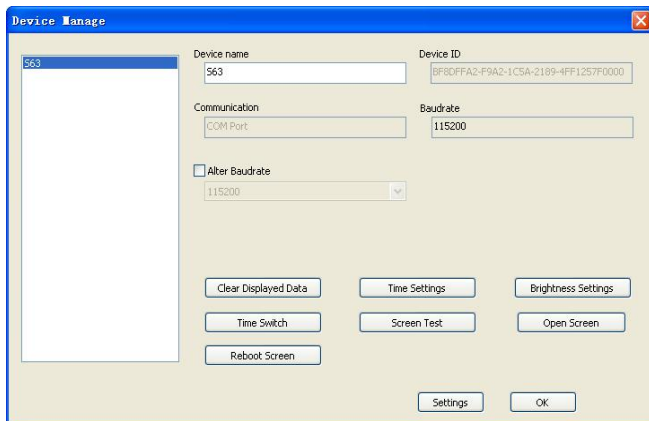 Device Manage
S63
Device name
Device ID
S63
BF8DFFA2-F9A2-1C5A-2189-4FF1257F0000
Communication
Baudrate
COM Port
115200
Alter Baudrate
115200
Clear Displayed Data
Time Settings
Brightness Settings
Time Switch
Screen Test
Open Screen
Reboot Screen
Settings
OK